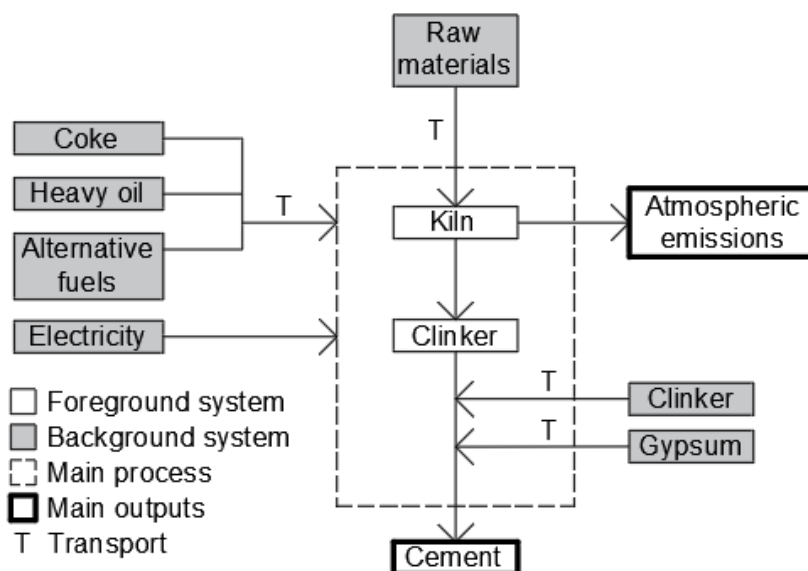 Raw
materials
T
Coke
Heavy oil
T
Alternative
fuels
Electricity
Kiln
Atmospheric
emissions
Clinker
T
Clinker
T
Gypsum
Cement
Foreground system
Background system
Main process
Main outputs
T Transport